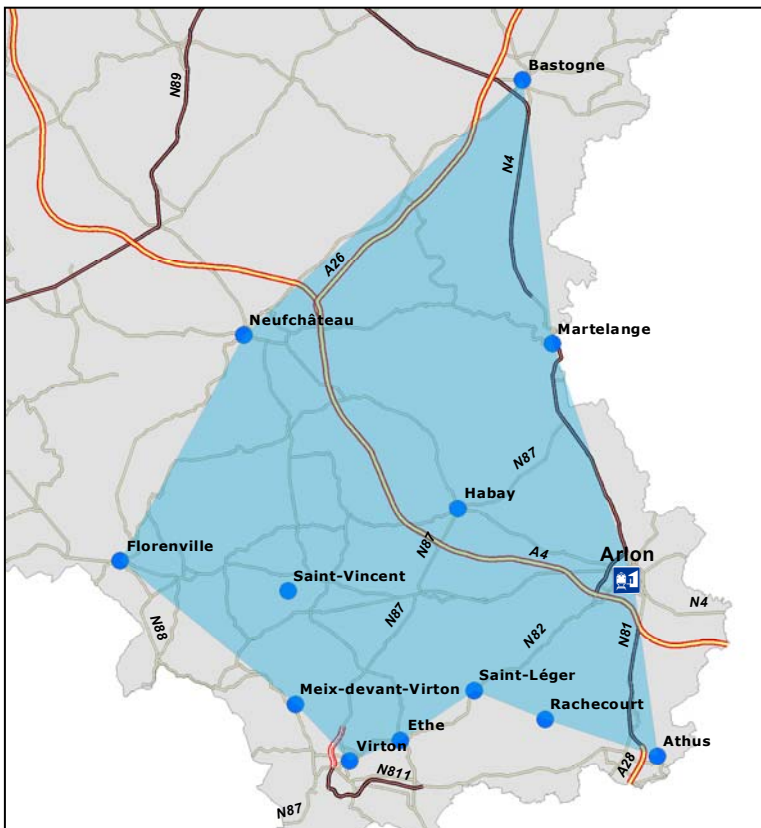 Bastogne
N89
N4
A26
Neufchâteau
Martelange
N87
Habay
N87
A4
Arlon
Florenville
Saint-Vincent
N4
N87
N82
N81
N88
Saint-Léger
Meix-devant-Virton
Rachecourt
Ethe
Virton
Athus
A28
N811
N87